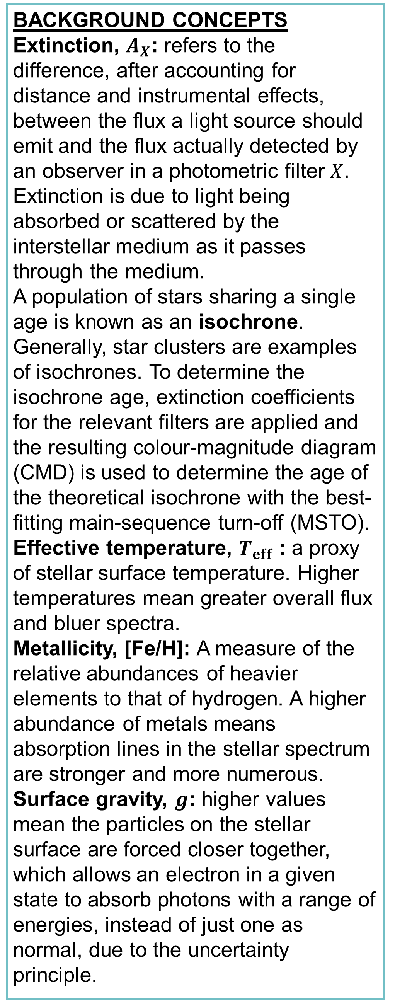 BACKGROUND CONCEPTS
Extinction, A_X: refers to the
difference, after accounting for
distance and instrumental effects,
between the flux a light source should
emit and the flux actually detected by
an observer in a photometric filter X.
Extinction is due to light being
absorbed or scattered by the
interstellar medium as it passes
through the medium.
A population of stars sharing a single
age is known as an isochrone.
Generally, star clusters are examples
of isochrones. To determine the
isochrone age, extinction coefficients
for the relevant filters are applied and
the resulting colour-magnitude diagram
(CMD) is used to determine the age of
the theoretical isochrone with the best-
fitting main-sequence turn-off (MSTO).
Effective temperature, T_eff : a proxy
of stellar surface temperature. Higher
temperatures mean greater overall flux
and bluer spectra.
Metallicity, [Fe/H]: A measure of the
relative abundances of heavier
elements to that of hydrogen. A higher
abundance of metals means
absorption lines in the stellar spectrum
are stronger and more numerous.
Surface gravity, g: higher values
mean the particles on the stellar
surface are forced closer together,
which allows an electron in a given
state to absorb photons with a range of
energies, instead of just one as
normal, due to the uncertainty
principle.